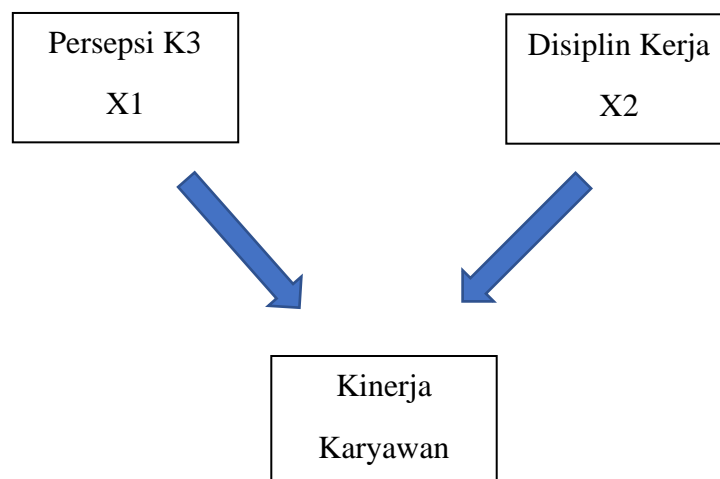 Persepsi K3
X1
Disiplin Kerja
X2
Kinerja
Karyawan